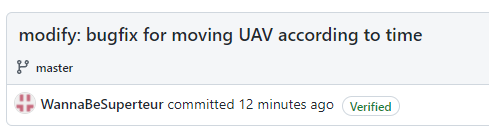 modify: bugfix for moving UAV according to time
master
WannaBeSuperteur committed 12 minutes ago Verified